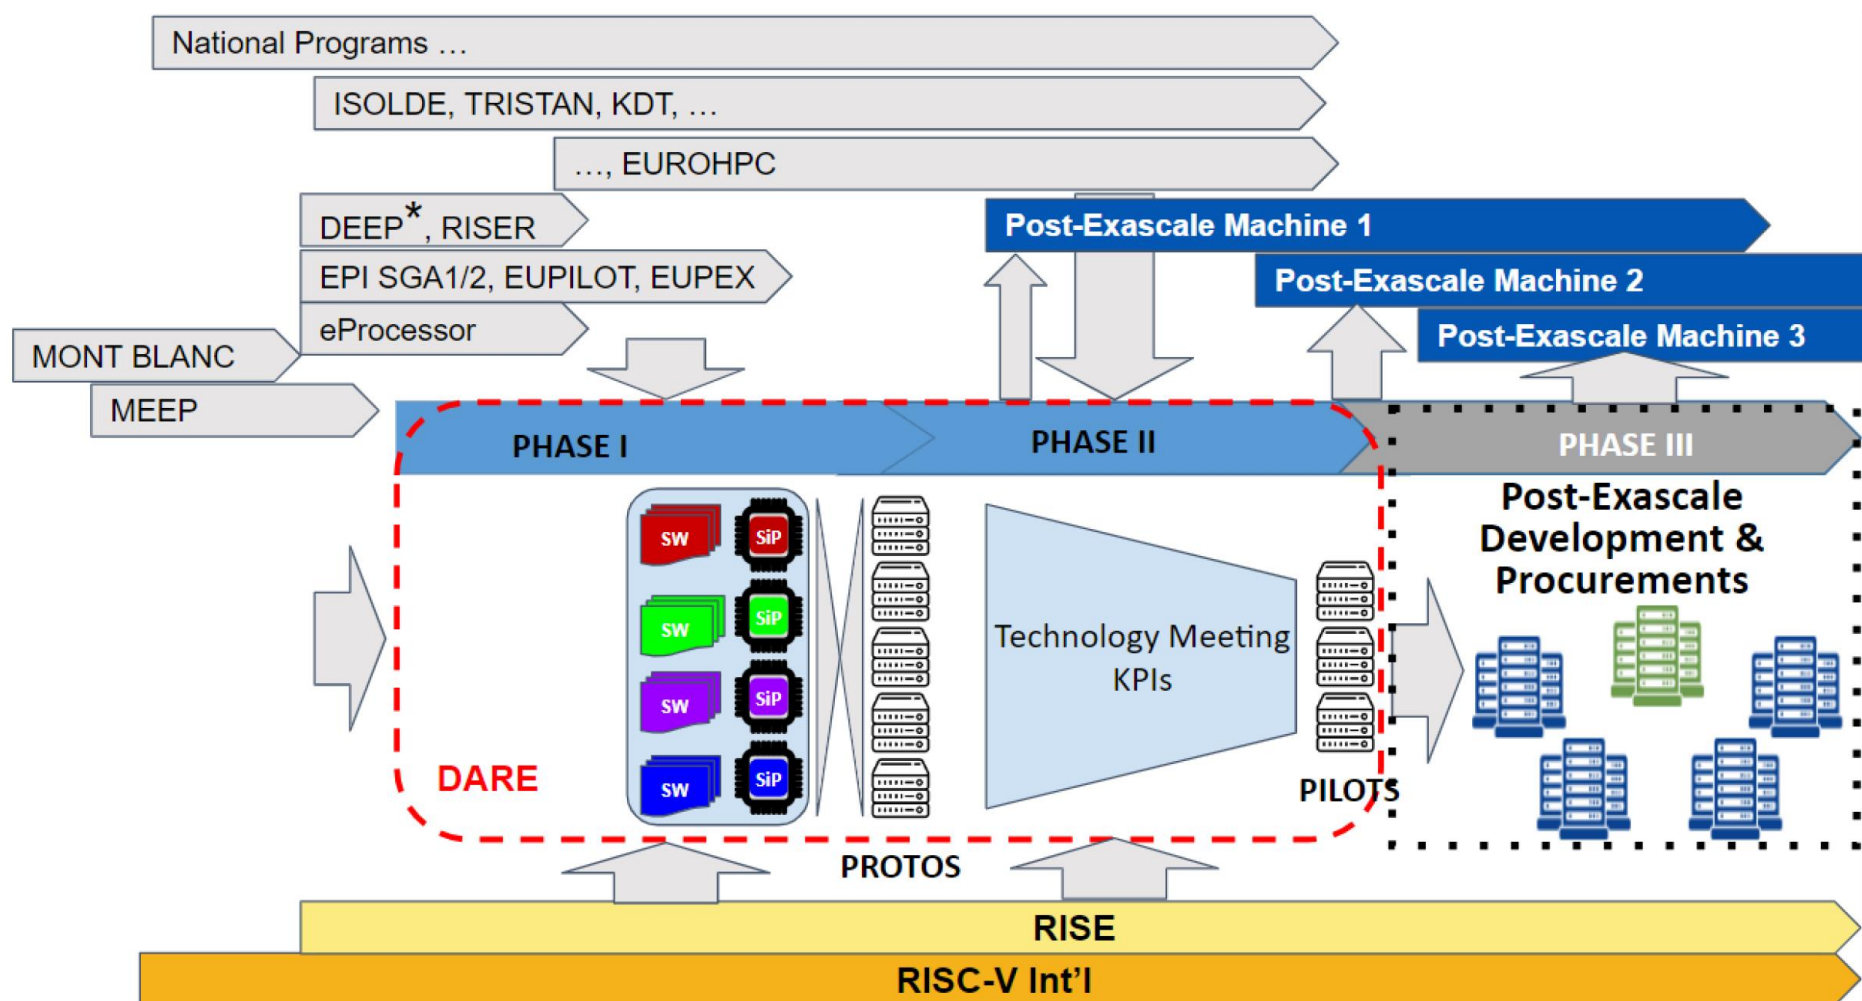 National Programs …
ISOLDE, TRISTAN, KDT, …
…, EUROHPC
DEEP*, RISER
Post-Exascale Machine 1
EPI SGA1/2, EUPILOT, EUPEX
Post-Exascale Machine 2
eProcessor
Post-Exascale Machine 3
MONT BLANC
MEEP
PHASE I
PHASE II
PHASE III
Post-Exascale
Development &
Procurements
SW
SiP
SW
SiP
SW
SiP
SW
SiP
Technology Meeting
KPIs
DARE
PILOTS
PROTOS
RISE
RISC-V Int'l